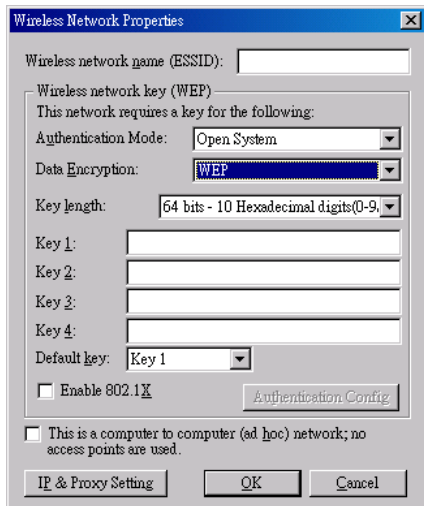 Wireless Network Properties
Wireless network name (ESSID):
Wireless network key (WEP)
This network requires a key for the following:
Authentication Mode: Open System
Data Encryption: WEP
Key length: 64 bits - 10 Hexadecimal digits(0-9,
Key 1:
Key 2:
Key 3:
Key 4:
Default key: Key 1
Enable 802.1X
Authentication Config
This is a computer to computer (ad hoc) network; no
access points are used.
IP & Proxy Setting OK Cancel